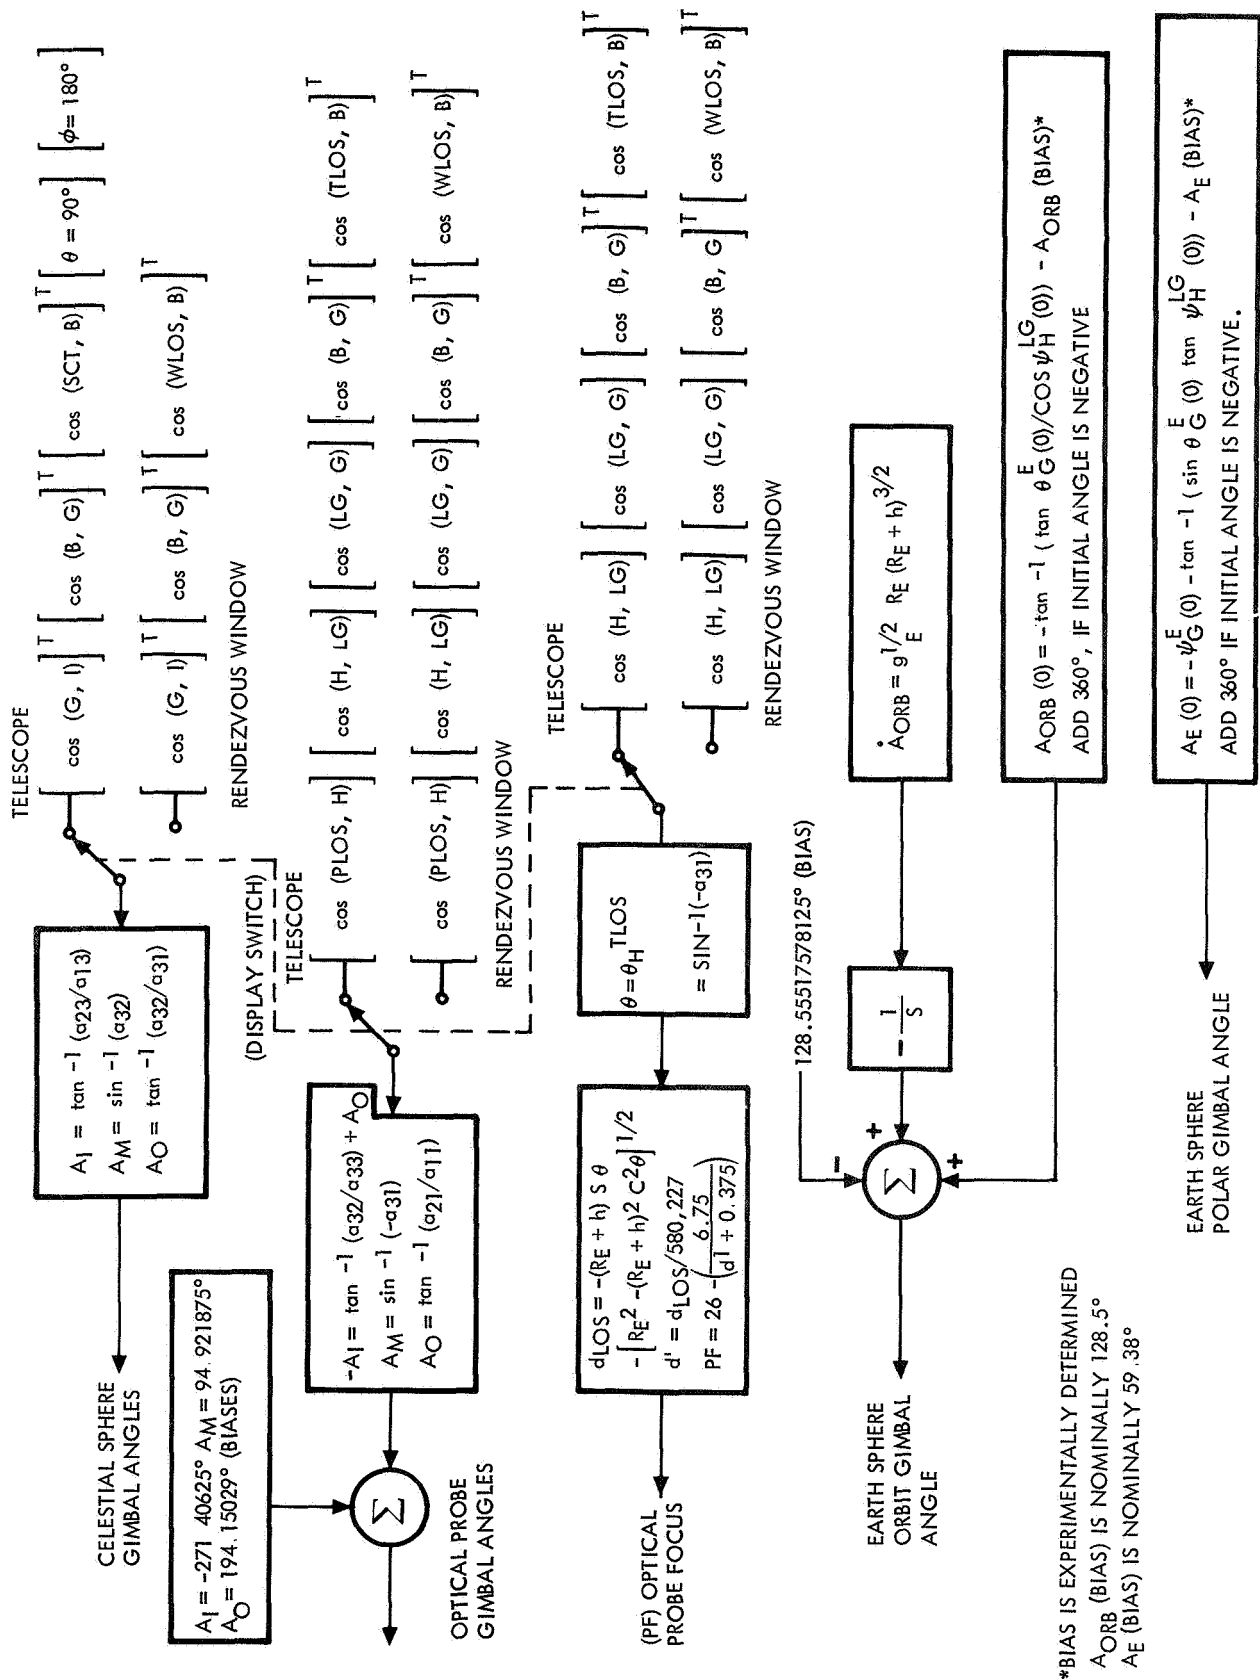 TELESCOPE
[cos (G, I)]ᵀ [cos (B, G)]ᵀ [cos (SCT, B)]ᵀ [θ = 90°] [ϕ = 180°]
[cos (G, I)]ᵀ [cos (B, G)]ᵀ [cos (WLOS, B)]ᵀ
RENDEZVOUS WINDOW
A_I = tan⁻¹ (a23/a13)
A_M = sin⁻¹ (a32)
A_O = tan⁻¹ (a32/a31)
CELESTIAL SPHERE
GIMBAL ANGLES
(DISPLAY SWITCH)
TELESCOPE
[cos (PLOS, H)] [cos (H, LG)] [cos (LG, G)] [cos (B, G)]ᵀ [cos (TLOS, B)]ᵀ
[cos (PLOS, H)] [cos (H, LG)] [cos (LG, G)] [cos (B, G)]ᵀ [cos (WLOS, B)]ᵀ
RENDEZVOUS WINDOW
A_I = -271 40625° A_M = 94.921875°
A_O = 194.15029° (BIASES)
-A_I = tan⁻¹ (a32/a33) + A_O
A_M = sin⁻¹ (-a31)
A_O = tan⁻¹ (a21/a11)
Σ
OPTICAL PROBE
GIMBAL ANGLES
TELESCOPE
[cos (H, LG)] [cos (LG, G)] [cos (B, G)]ᵀ [cos (TLOS, B)]ᵀ
[cos (H, LG)] [cos (LG, G)] [cos (B, G]ᵀ [cos (WLOS, B)]ᵀ
RENDEZVOUS WINDOW
θ = θ_H^TLOS
= SIN⁻¹(-a31)
d_LOS = -(R_E + h) S θ
- [R_E² -(R_E + h)² C²θ]^1/2
d' = d_LOS/580,227
PF = 26 -(6.75/d¹ + 0.375)
(PF) OPTICAL
PROBE FOCUS
128.55517578125° (BIAS)
Ȧ_ORB = g_E^1/2 R_E (R_E + h)^3/2
- 1/S
-
+
+
Σ
EARTH SPHERE
ORBIT GIMBAL
ANGLE
A_ORB (0) = -tan⁻¹ (tan θ_G^E (0)/COS ψ_H^LG (0)) - A_ORB (BIAS)*
ADD 360°, IF INITIAL ANGLE IS NEGATIVE
A_E (0) = -ψ_G^E (0) - tan⁻¹ (sin θ_G^E (0) tan ψ_H^LG (0)) - A_E (BIAS)*
ADD 360° IF INITIAL ANGLE IS NEGATIVE.
EARTH SPHERE
POLAR GIMBAL ANGLE
*BIAS IS EXPERIMENTALLY DETERMINED
A_ORB (BIAS) IS NOMINALLY 128.5°
A_E (BIAS) IS NOMINALLY 59.38°